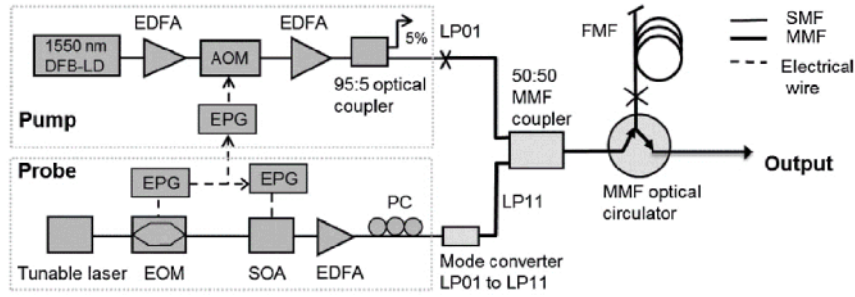 EDFA
EDFA
LP01
FMF
SMF
MMF
Electrical
wire
1550 nm
DFB-LD
AOM
5%
95:5 optical
coupler
50:50
MMF
coupler
Pump
EPG
Probe
EPG
EPG
PC
LP11
MMF optical
circulator
Output
Tunable laser
EOM
SOA
EDFA
Mode converter
LP01 to LP11